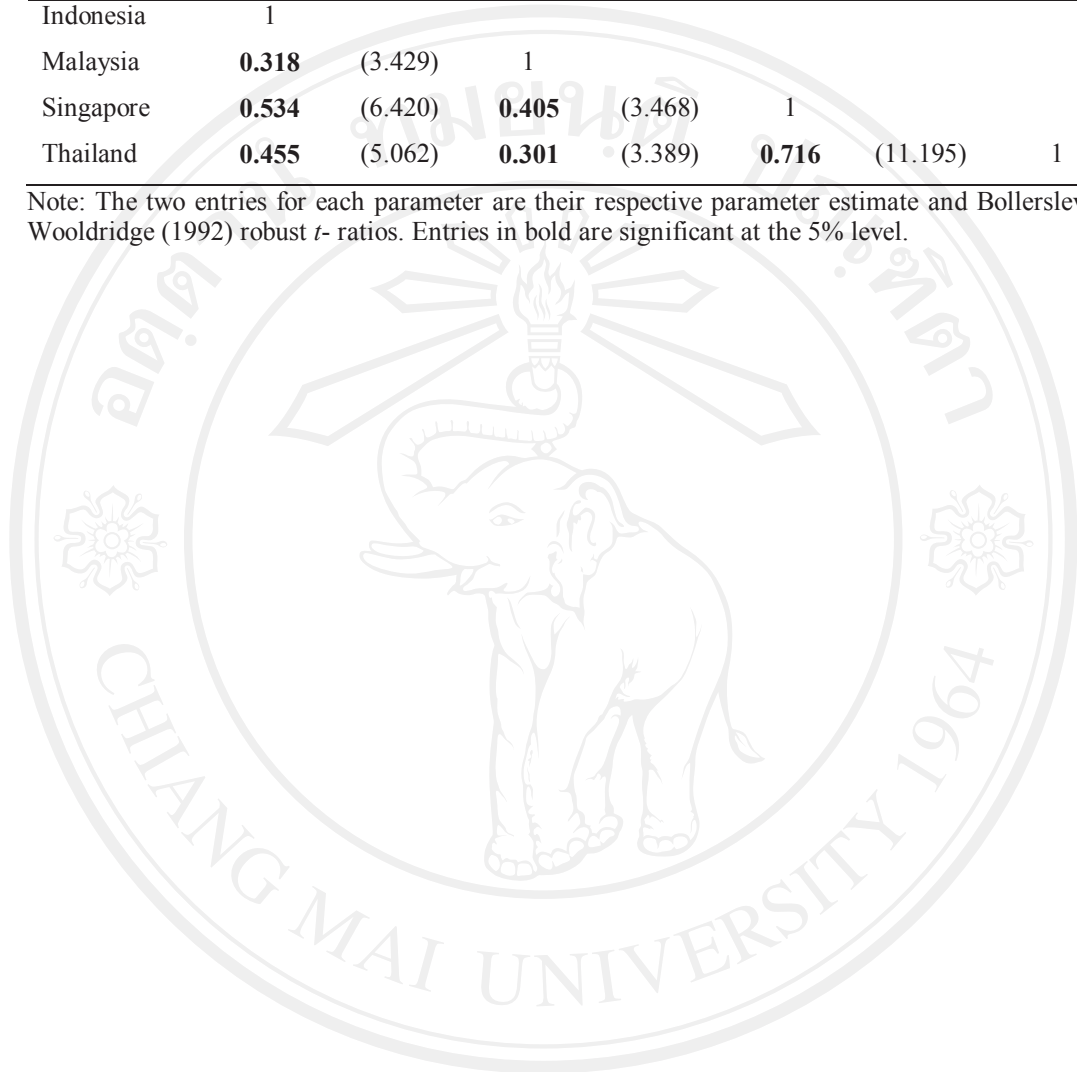 Indonesia 1
Malaysia 0.318 (3.429) 1
Singapore 0.534 (6.420) 0.405 (3.468) 1
Thailand 0.455 (5.062) 0.301 (3.389) 0.716 (11.195) 1
Note: The two entries for each parameter are their respective parameter estimate and Bollerslev
Wooldridge (1992) robust t- ratios. Entries in bold are significant at the 5% level.
CHIANG MAI UNIVERSITY 1964